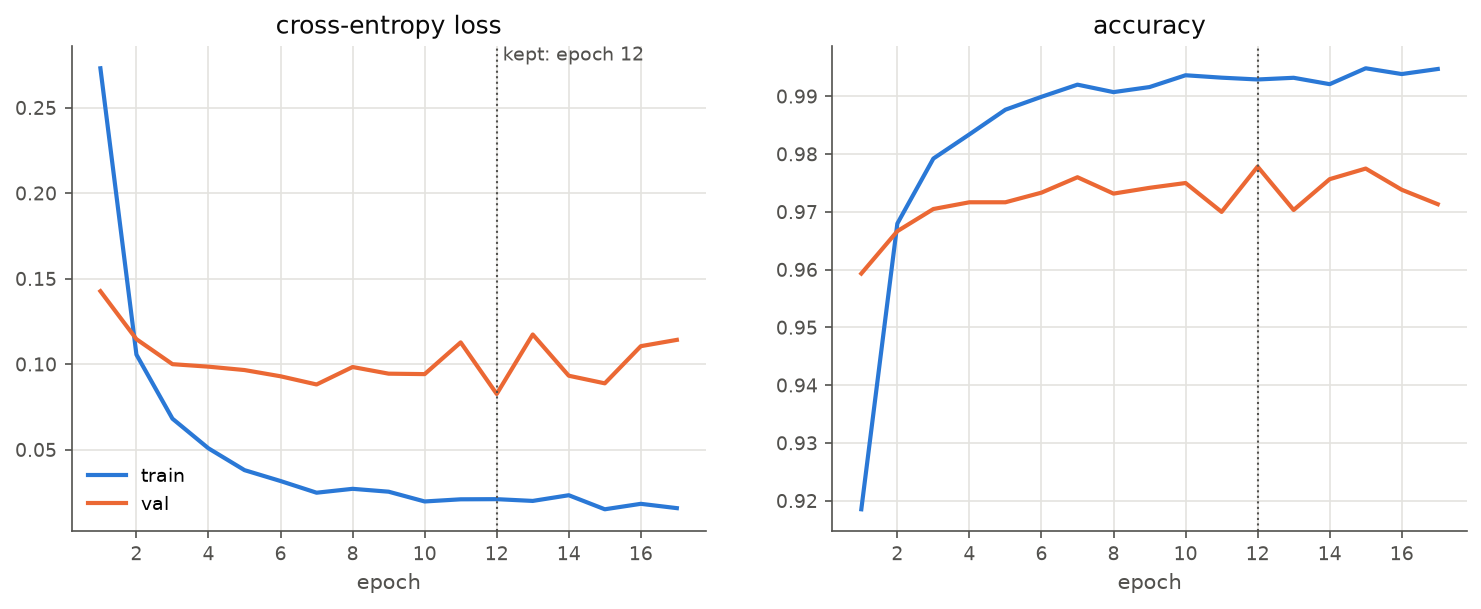 cross-entropy loss
kept: epoch 12
0.25
0.20
0.15
0.10
0.05
train
val
2 4 6 8 10 12 14 16
epoch
accuracy
0.99
0.98
0.97
0.96
0.95
0.94
0.93
0.92
2 4 6 8 10 12 14 16
epoch